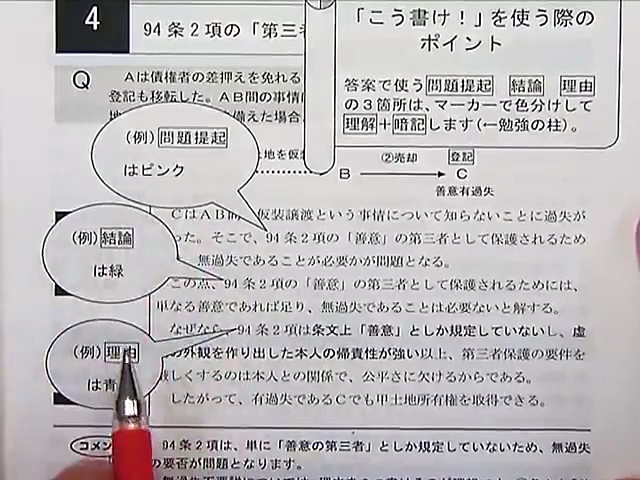 4
94条2項の「第三
「こう書け！」を使う際の
ポイント
答案で使う問題提起 結論 理由
の3箇所は、マーカーで色分けして
理解＋暗記します（←勉強の柱）。
Q
Aは債権者の差押えを免れる
登記も移転した。AB間の事情
備えた場合
地を仮
（例）問題提起
はピンク
②売却
登記
B
C
善意有過失
CはAB間
仮装譲渡という事情について知らないことに過失が
った。そこで、94条2項の「善意」の第三者として保護されるため
無過失であることが必要かが問題となる。
（例）結論
は緑
この点、94条2項の「善意」の第三者として保護されるためには、
単なる善意であれば足り、無過失であることは必要ないと解する。
なぜなら、94条2項は条文上「善意」としか規定していないし、虚
の外観を作り出した本人の帰責性が強い以上、第三者保護の要件を
（例）理由
は青
しくするのは本人との関係で、公平さに欠けるからである。
したがって、有過失であるCでも甲土地所有権を取得できる。
コメン
94条2項は、単に「善意の第三者」としか規定していないため、無過失
の要否が問題となります。